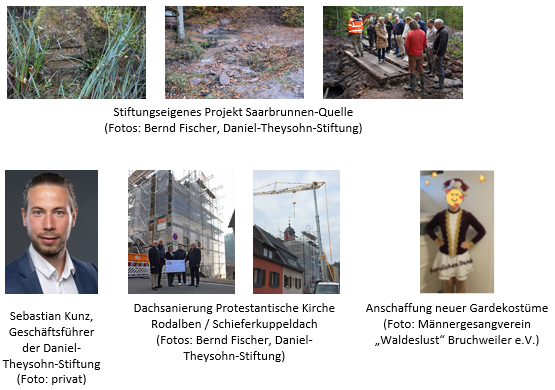 Stiftungseigenes Projekt Saarbrunnen-Quelle
(Fotos: Bernd Fischer, Daniel-Theysohn-Stiftung)
Sebastian Kunz,
Geschäftsführer
der Daniel-
Theysohn-Stiftung
(Foto: privat)
Dachsanierung Protestantische Kirche
Rodalben / Schieferkuppeldach
(Fotos: Bernd Fischer, Daniel-
Theysohn-Stiftung)
Anschaffung neuer Gardekostüme
(Foto: Männergesangverein
„Waldeslust“ Bruchweiler e.V.)